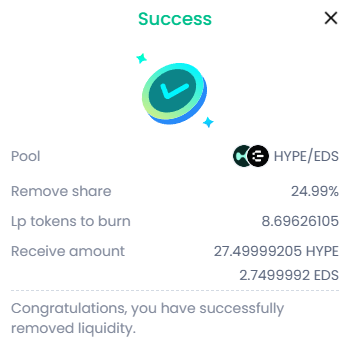 Success
Pool HYPE/EDS
Remove share 24.99%
Lp tokens to burn 8.69626105
Receive amount 27.49999205 HYPE
2.7499992 EDS
Congratulations, you have successfully
removed liquidity.